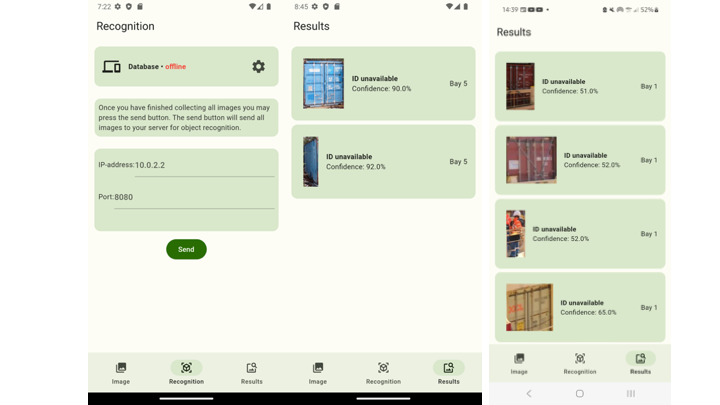 7:22
Recognition
Database • offline
Once you have finished collecting all images you may
press the send button. The send button will send all
images to your server for object recognition.
IP-address:10.0.2.2
Port:8080
Send
Image
Recognition
Results
8:45
Results
ID unavailable
Confidence: 90.0%
Bay 5
ID unavailable
Confidence: 92.0%
Bay 5
Image
Recognition
Results
14:39
52%
Results
ID unavailable
Confidence: 51.0%
Bay 1
ID unavailable
Confidence: 52.0%
Bay 1
ID unavailable
Confidence: 52.0%
Bay 1
ID unavailable
Confidence: 65.0%
Bay 1
Image
Recognition
Results